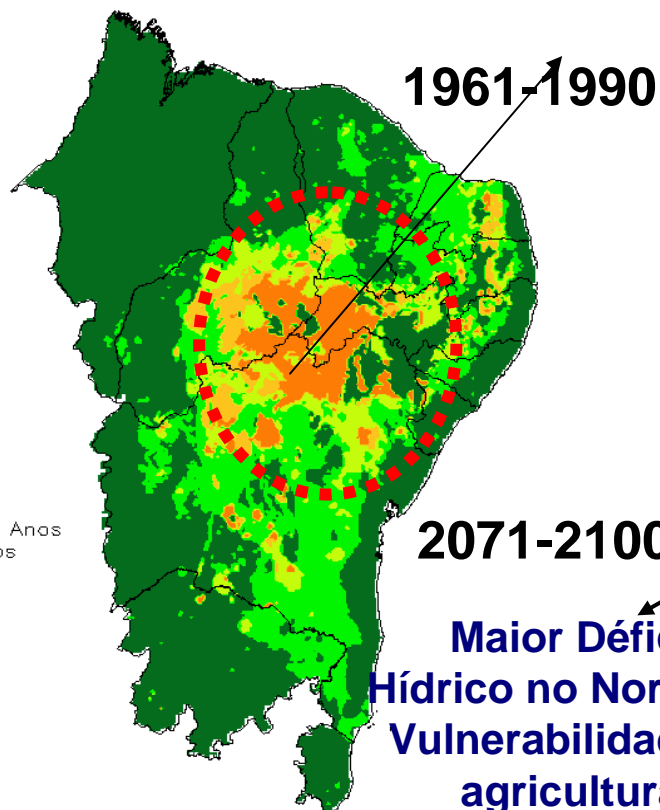 1961-1990
Anos
os
2071-2100
Maior Défic
Hídrico no Nor
Vulnerabilidad
agricultura